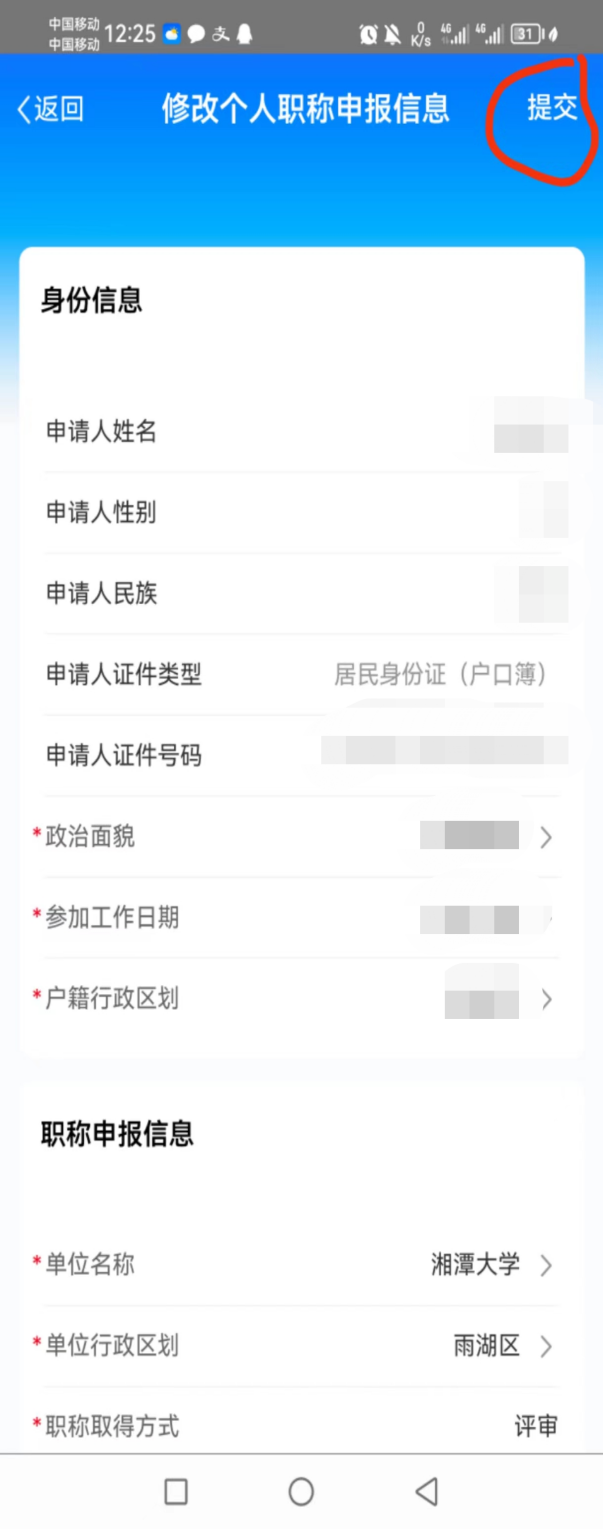 中国移动
中国移动
12:25
支
0
K/s
4G
4G
31
返回
修改个人职称申报信息
提交
身份信息
申请人姓名
申请人性别
申请人民族
申请人证件类型 居民身份证（户口簿）
申请人证件号码
*政治面貌
*参加工作日期
*户籍行政区划
职称申报信息
*单位名称 湘潭大学
*单位行政区划 雨湖区
*职称取得方式 评审